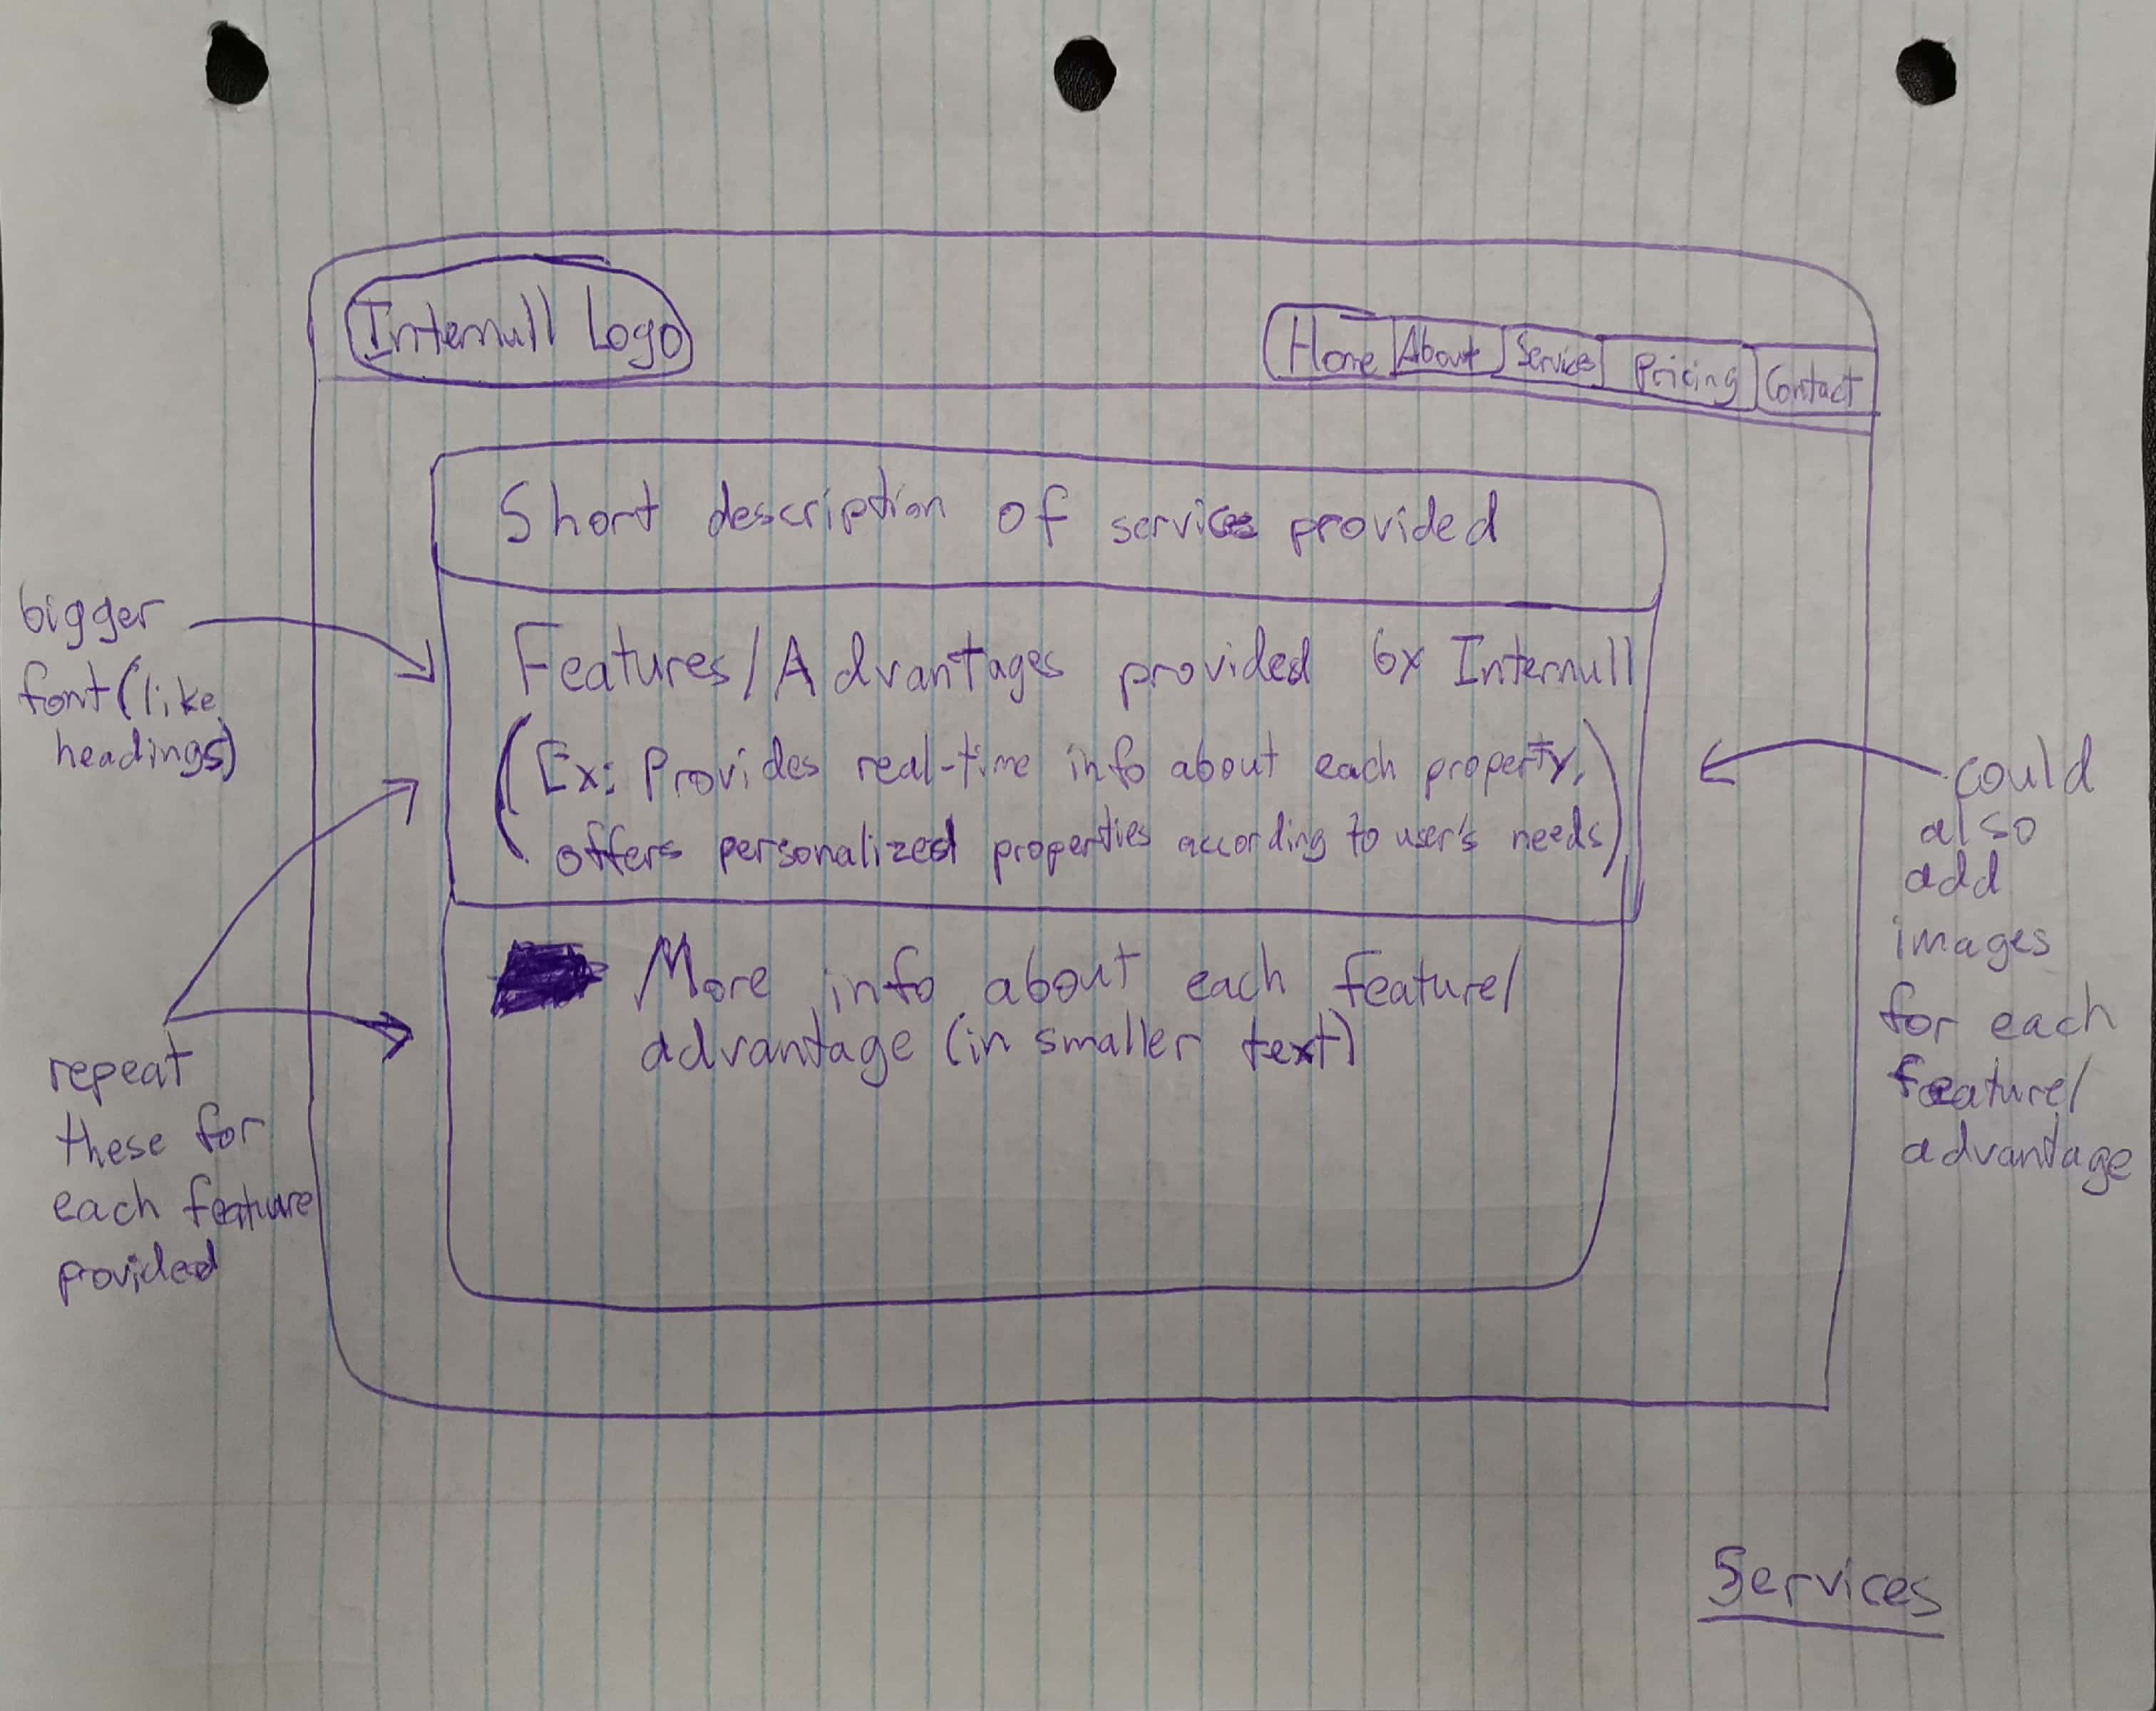 Internull Logo
Home About Services Pricing Contact
Short description of services provided
Features/Advantages provided by Internull
(Ex: Provides real-time info about each property,
offers personalized properties according to user's needs)
More info about each feature/
advantage (in smaller text)
bigger
font (like
headings)
repeat
these for
each feature
provided
could
also
add
images
for each
feature/
advantage
Services